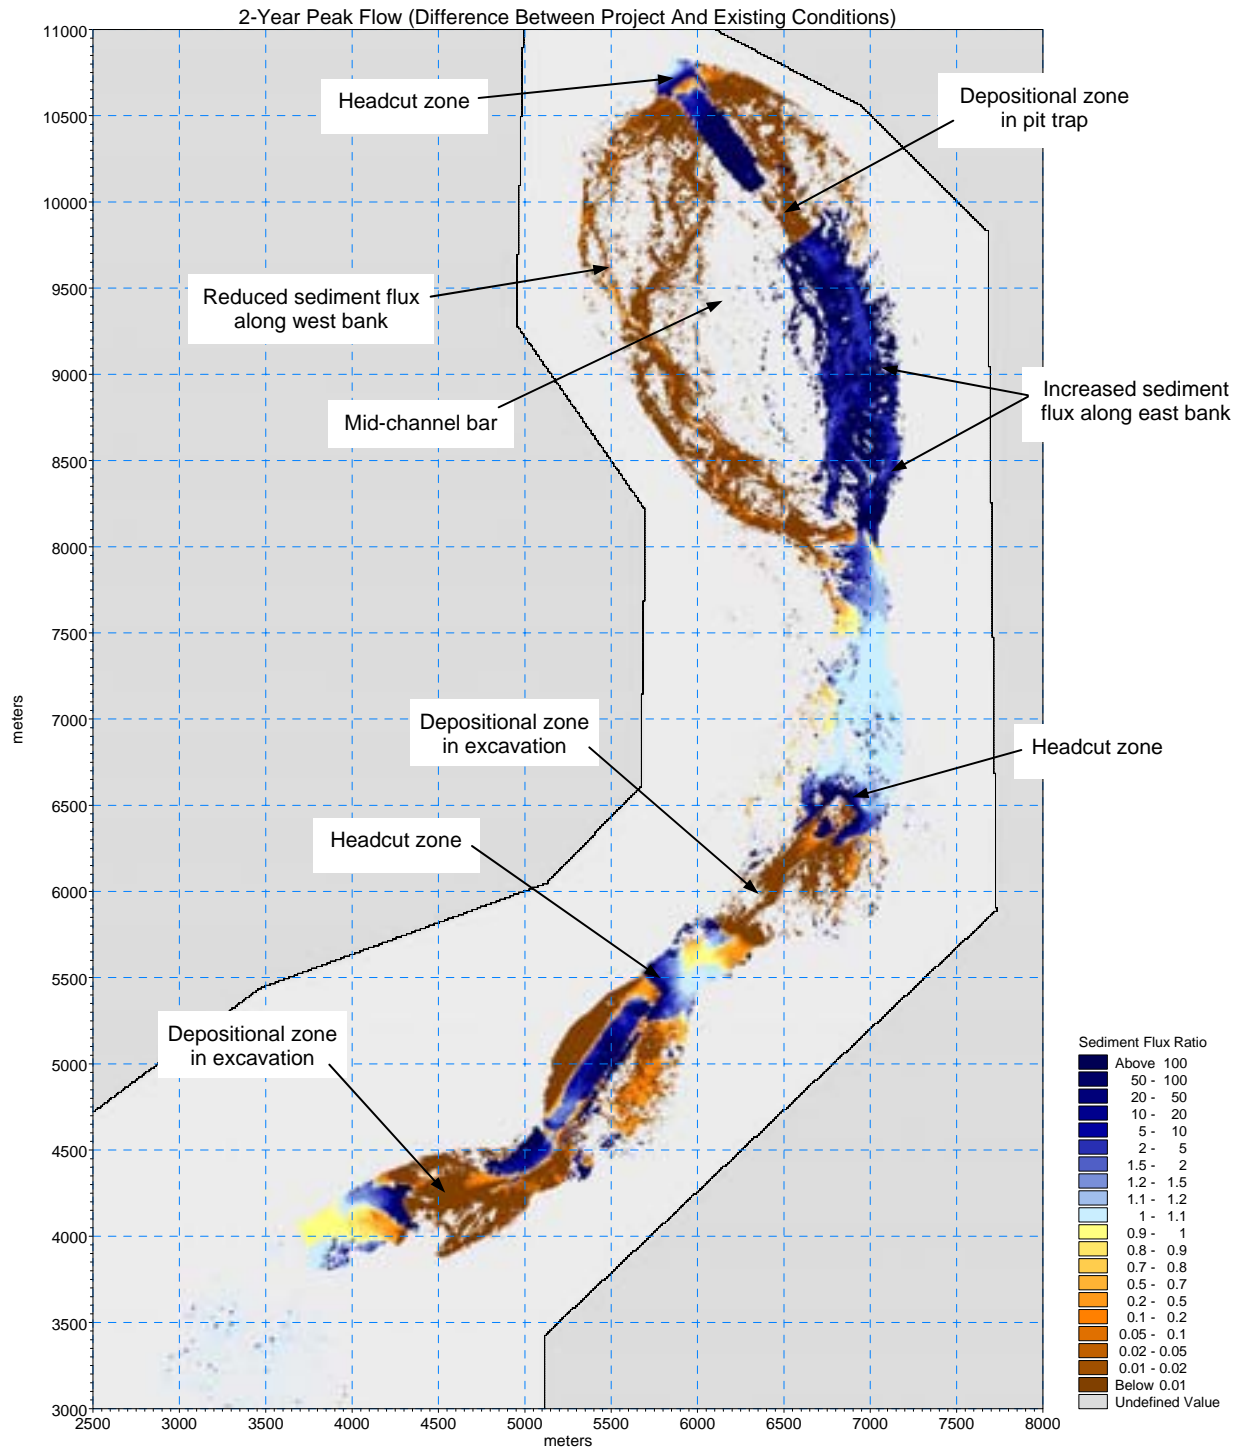 2-Year Peak Flow (Difference Between Project And Existing Conditions)
11000
10500
10000
9500
9000
8500
8000
7500
7000
6500
6000
5500
5000
4500
4000
3500
3000
meters
Headcut zone
Depositional zone
in pit trap
Reduced sediment flux
along west bank
Mid-channel bar
Increased sediment
flux along east bank
Depositional zone
in excavation
Headcut zone
Headcut zone
Depositional zone
in excavation
2500 3000 3500 4000 4500 5000 5500 6000 6500 7000 7500 8000
meters
Sediment Flux Ratio
Above 100
50 - 100
20 - 50
10 - 20
5 - 10
2 - 5
1.5 - 2
1.2 - 1.5
1.1 - 1.2
1 - 1.1
0.9 - 1
0.8 - 0.9
0.7 - 0.8
0.5 - 0.7
0.2 - 0.5
0.1 - 0.2
0.05 - 0.1
0.02 - 0.05
0.01 - 0.02
Below 0.01
Undefined Value